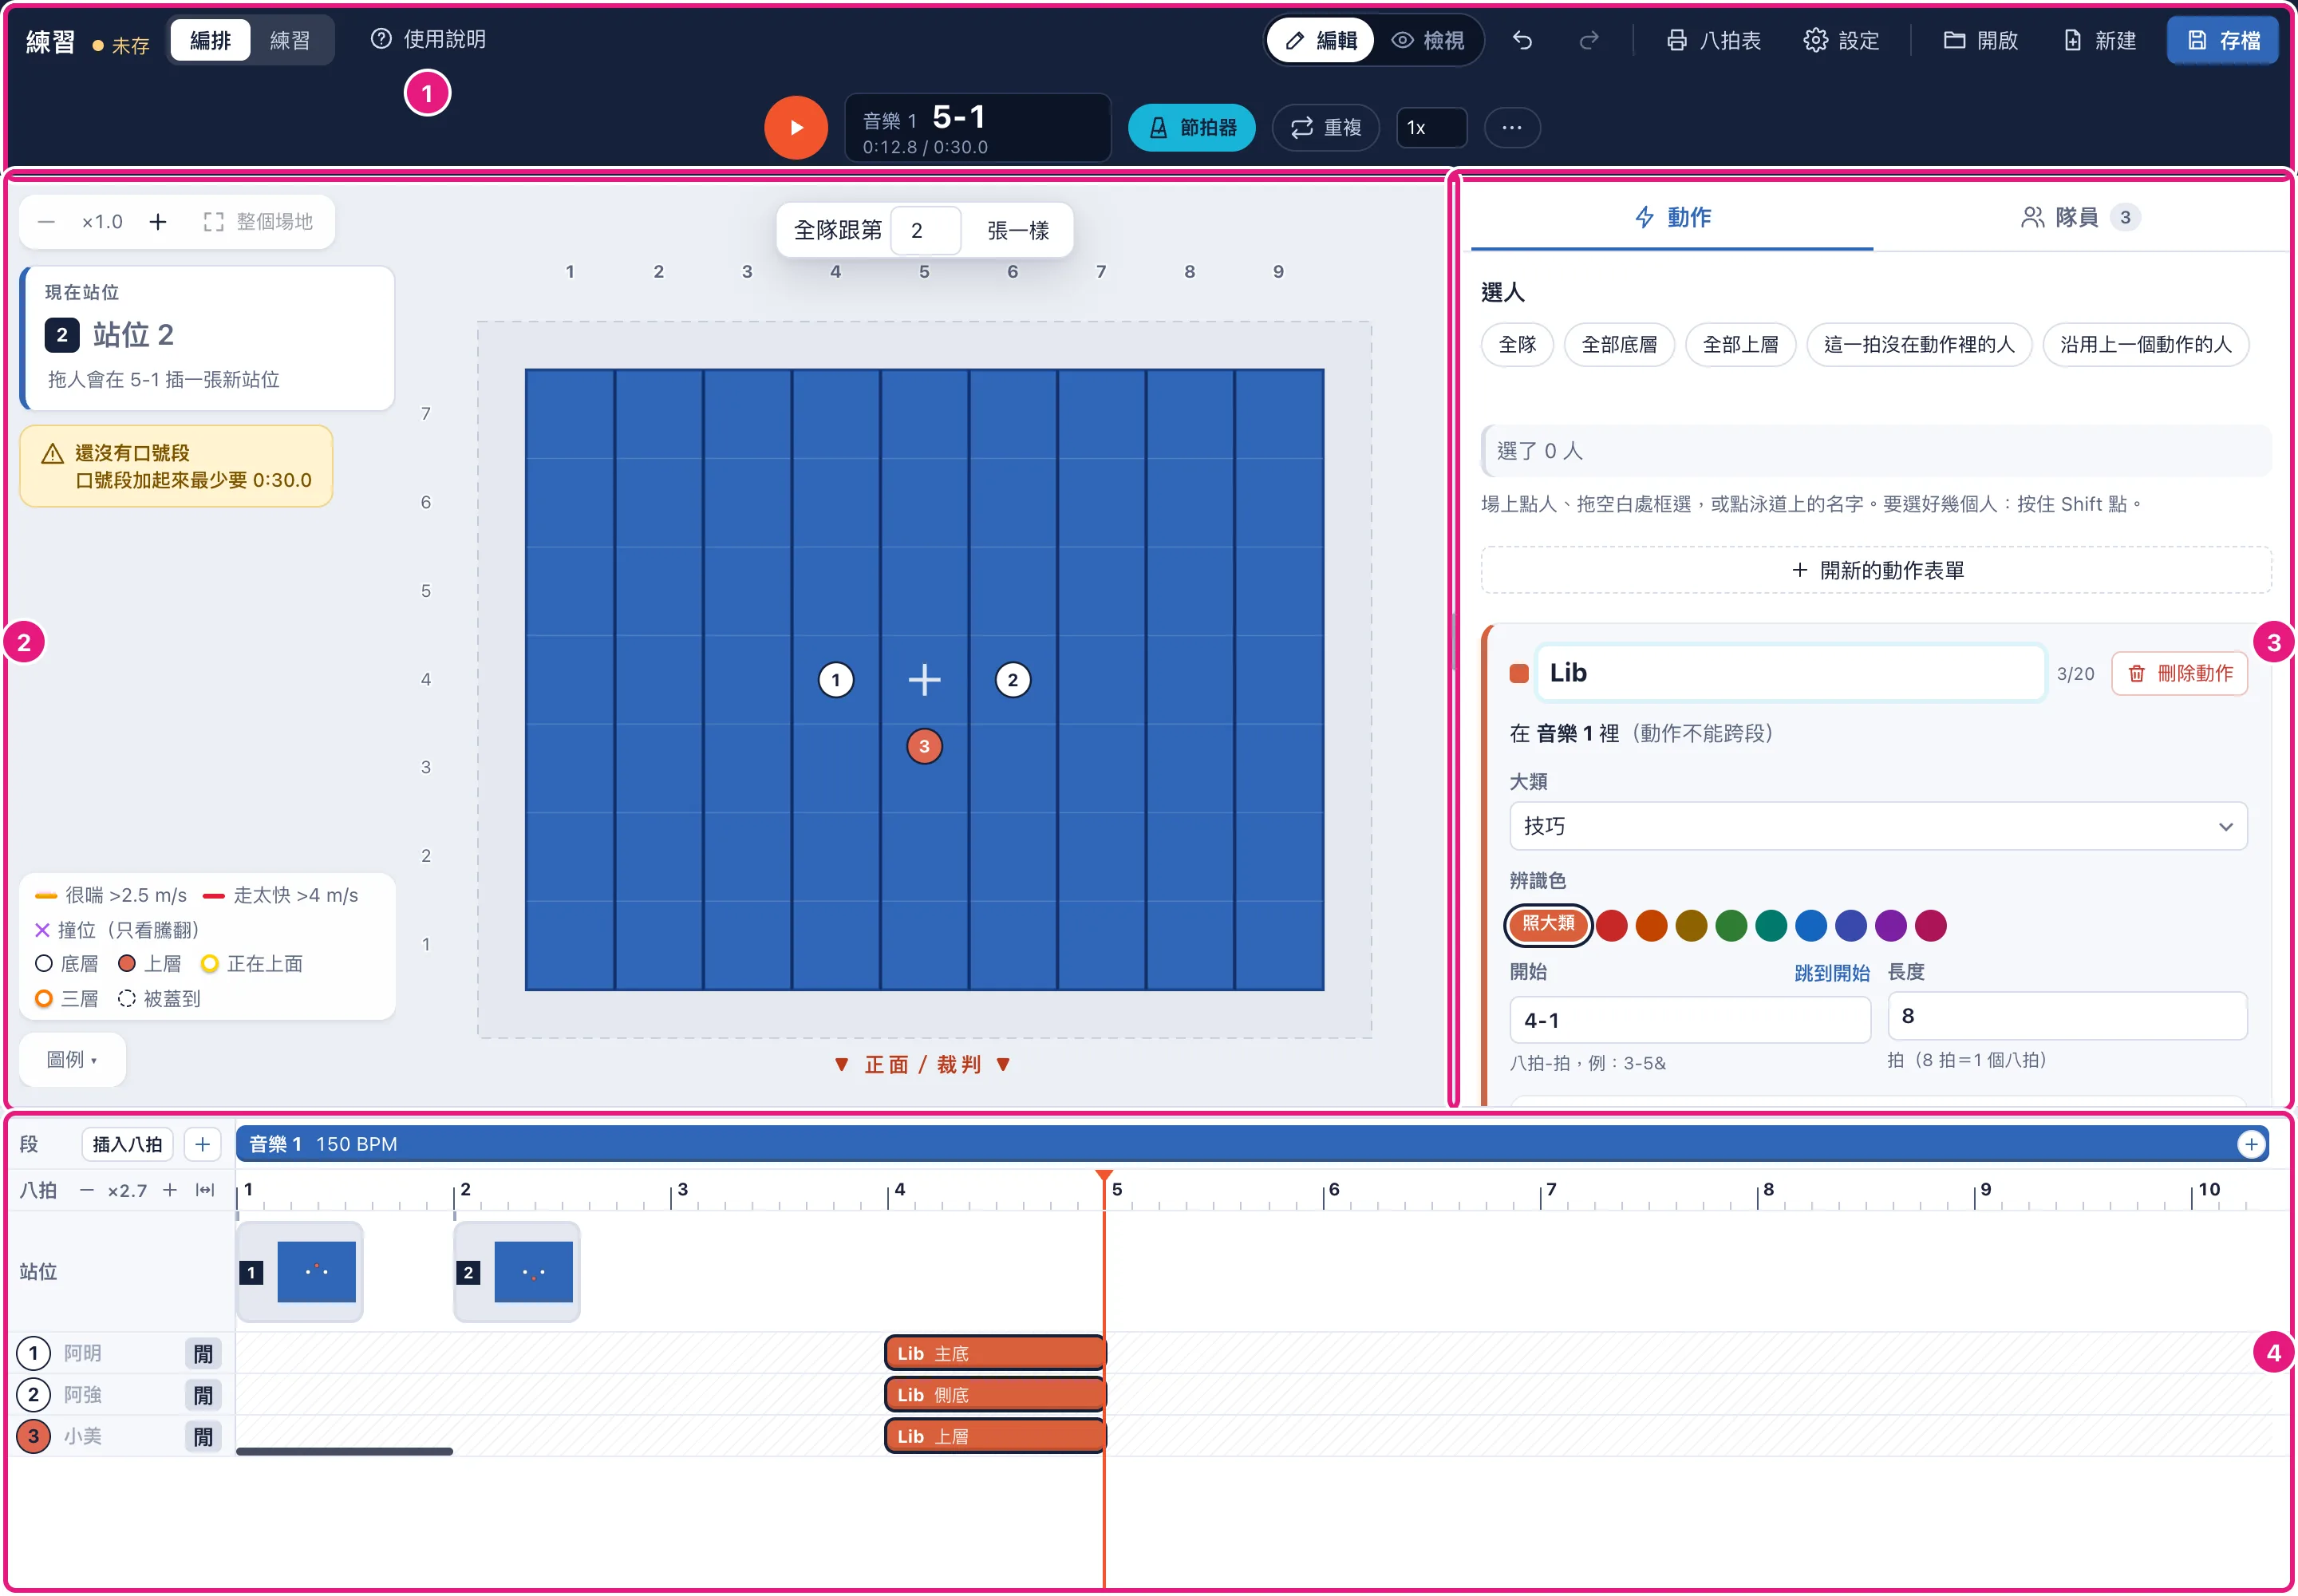 練習 未存 編排 練習 使用說明 編輯 檢視 八拍表 設定 開啟 新建 存檔
1
音樂 1 5-1
0:12.8 / 0:30.0
節拍器 重複 1x ···
− ×1.0 + 整個場地
全隊跟第 2 張一樣
現在站位
2 站位 2
拖人會在 5-1 插一張新站位
還沒有口號段
口號段加起來最少要 0:30.0
1 2 3 4 5 6 7 8 9
7
6
5
4
3
2
1
1 2
3
2
很喘 >2.5 m/s 走太快 >4 m/s
撞位（只看騰翻）
底層 上層 正在上面
三層 被蓋到
圖例 ▾
▼ 正面 / 裁判 ▼
動作 隊員 3
選人
全隊 全部底層 全部上層 這一拍沒在動作裡的人 沿用上一個動作的人
選了 0 人
場上點人、拖空白處框選，或點泳道上的名字。要選好幾個人：按住 Shift 點。
+ 開新的動作表單
3
Lib 3/20 刪除動作
在 音樂 1 裡（動作不能跨段）
大類
技巧
辨識色
照大類
開始 跳到開始 長度
4-1 8
八拍-拍，例：3-5& 拍（8 拍＝1 個八拍）
段 插入八拍 + 音樂 1 150 BPM +
八拍 − ×2.7 + 1 2 3 4 5 6 7 8 9 10
站位 1 2
1 阿明 閒 Lib 主底
4
2 阿強 閒 Lib 側底
3 小美 閒 Lib 上層